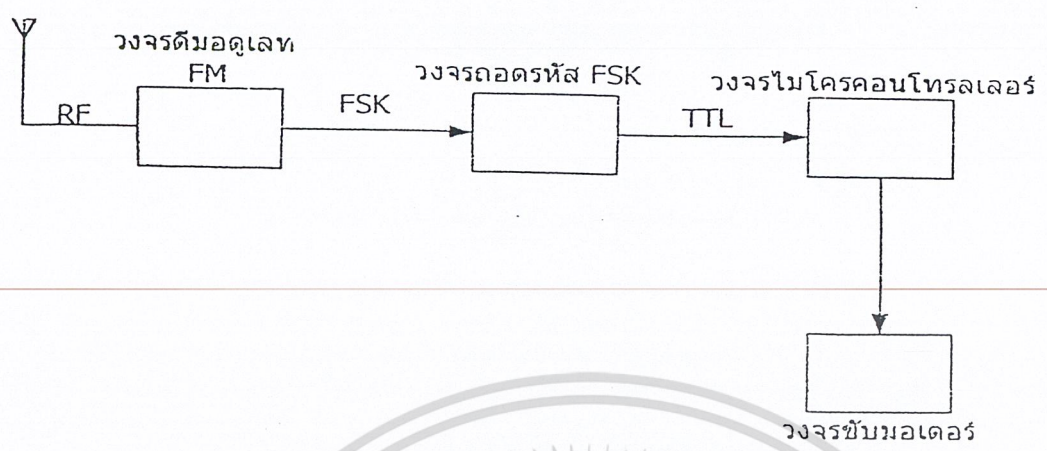 วงจรดีมอดูเลท
FM
วงจรถอดรหัส FSK
วงจรไมโครคอนโทรลเลอร์
RF
FSK
TTL
วงจรขับมอเตอร์